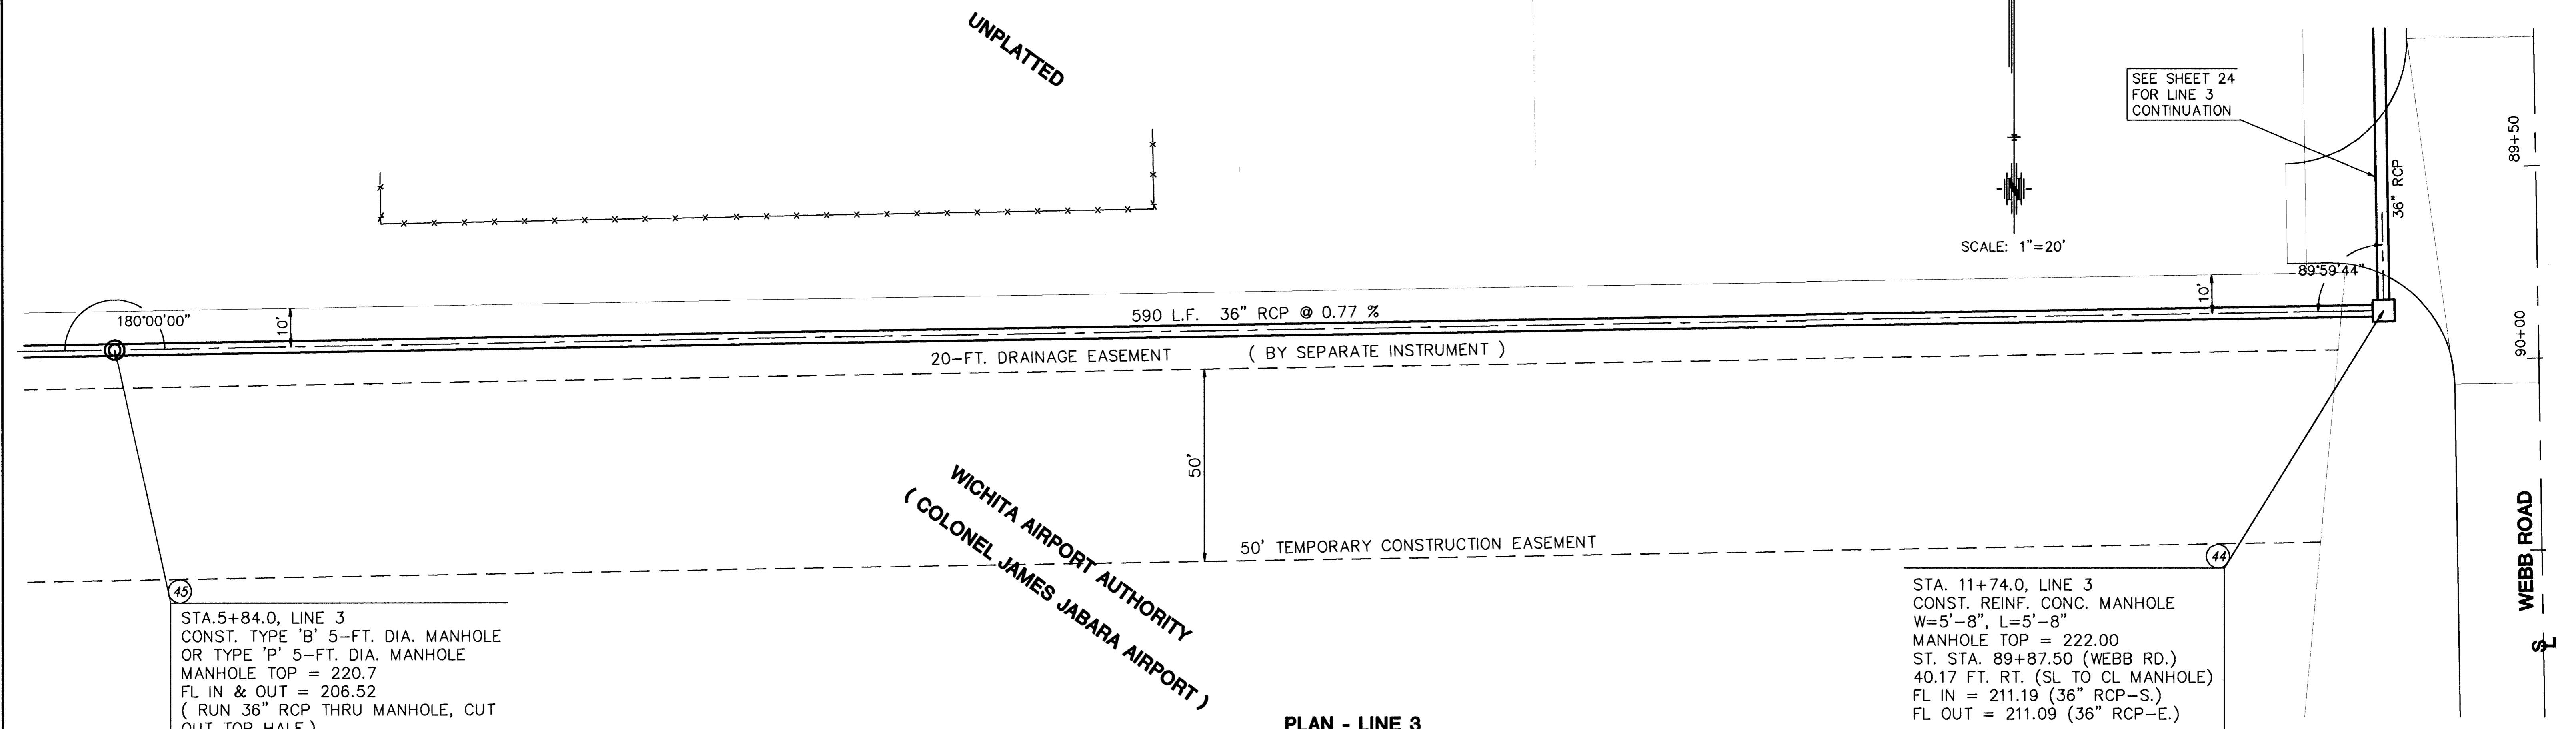 UNPLATTED
SEE SHEET 24
FOR LINE 3
CONTINUATION
89+50
36" RCP
N
SCALE: 1"=20'
89°59'44"
180°00'00"
10'
590 L.F. 36" RCP @ 0.77 %
10'
90+00
20-FT. DRAINAGE EASEMENT ( BY SEPARATE INSTRUMENT )
50'
WICHITA AIRPORT AUTHORITY
( COLONEL JAMES JABARA AIRPORT )
50' TEMPORARY CONSTRUCTION EASEMENT
WEBB ROAD
SL
45
STA.5+84.0, LINE 3
CONST. TYPE 'B' 5-FT. DIA. MANHOLE
OR TYPE 'P' 5-FT. DIA. MANHOLE
MANHOLE TOP = 220.7
FL IN & OUT = 206.52
( RUN 36" RCP THRU MANHOLE, CUT
OUT TOP HALF )
44
STA. 11+74.0, LINE 3
CONST. REINF. CONC. MANHOLE
W=5'-8", L=5'-8"
MANHOLE TOP = 222.00
ST. STA. 89+87.50 (WEBB RD.)
40.17 FT. RT. (SL TO CL MANHOLE)
FL IN = 211.19 (36" RCP-S.)
FL OUT = 211.09 (36" RCP-E.)
PLAN - LINE 3